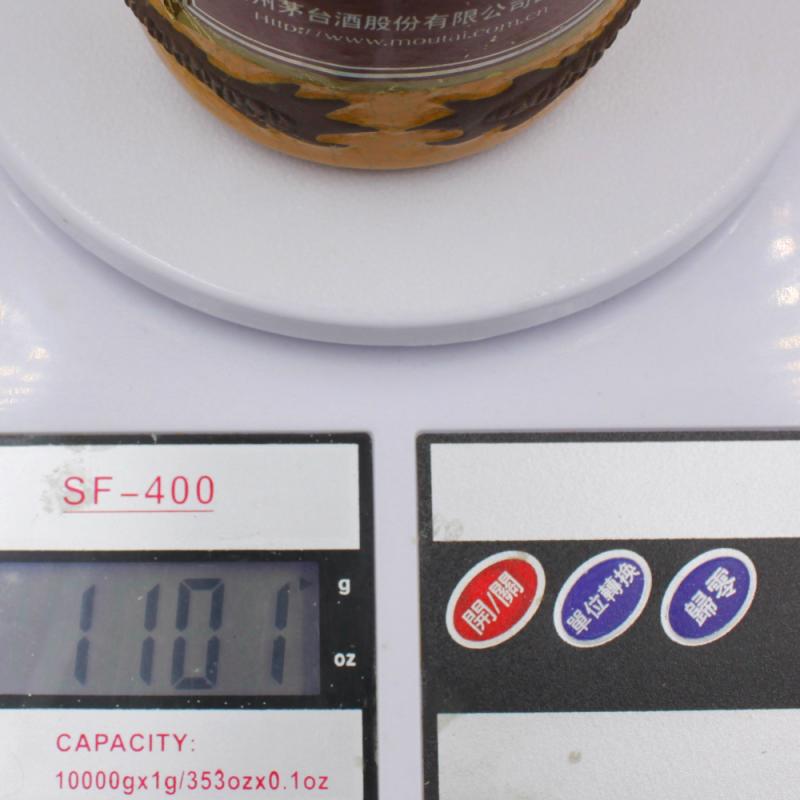 州茅台酒股份有限公司
Http://www.moutai.com.cn
SF-400
1101
g
oz
開/關
單位轉換
歸零
CAPACITY:
10000gx1g/353ozx0.1oz